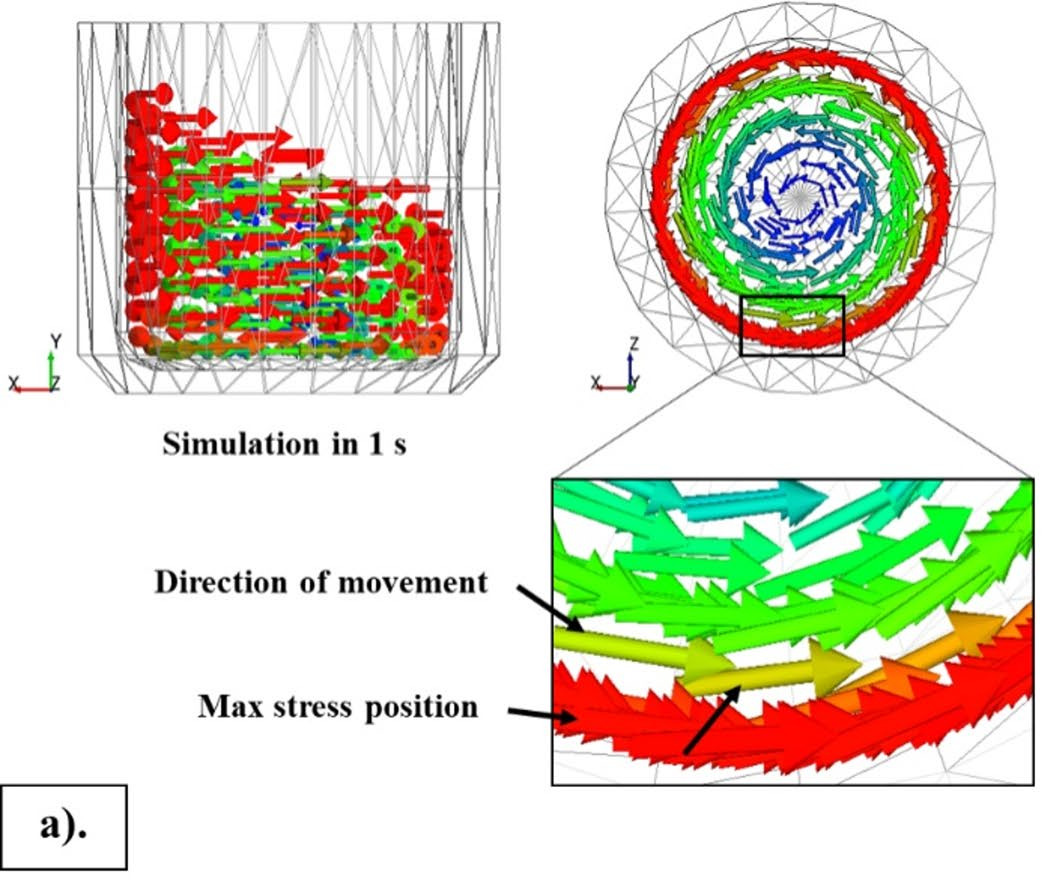 Y
X
Z
Z
X
Y
Simulation in 1 s
Direction of movement
Max stress position
a).